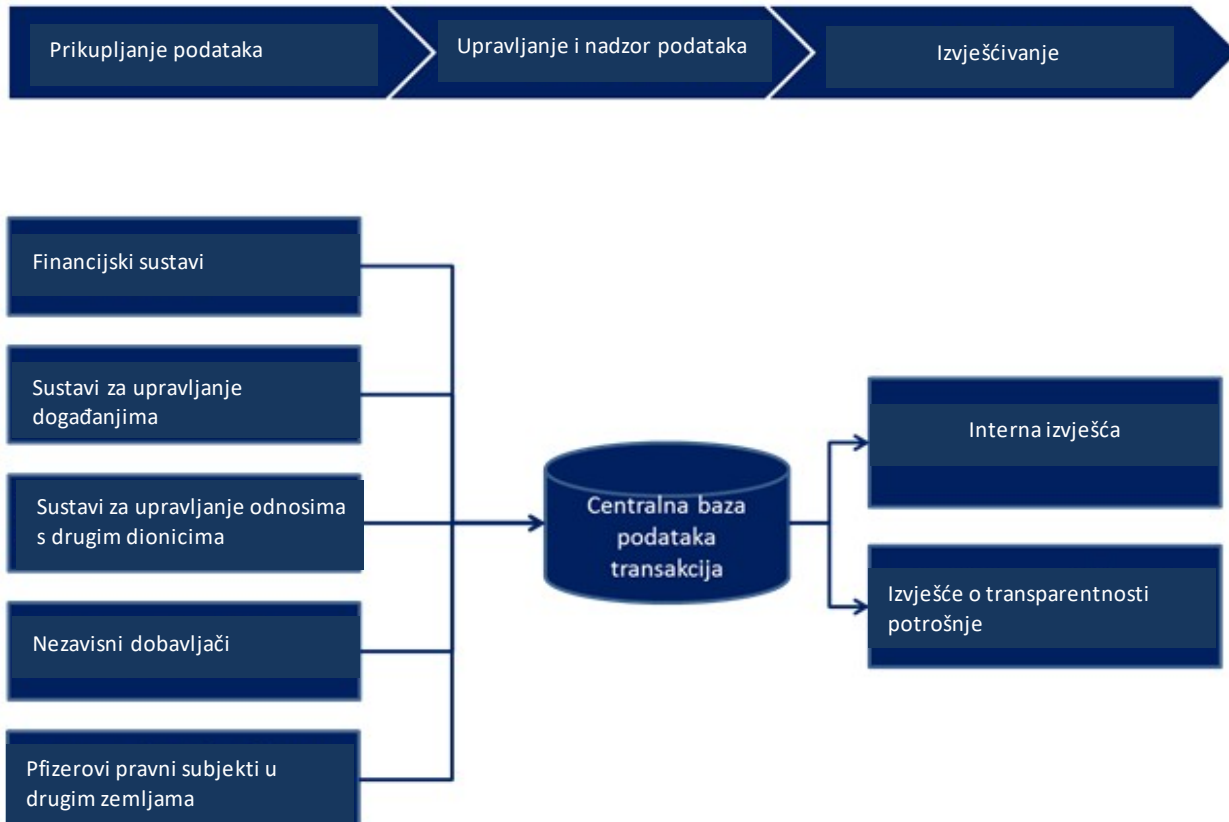 Prikupljanje podataka
Upravljanje i nadzor podataka
Izvješćivanje
Financijski sustavi
Sustavi za upravljanje
događanjima
Sustavi za upravljanje odnosima
s drugim dionicima
Nezavisni dobavljači
Pfizerovi pravni subjekti u
drugim zemljama
Centralna baza
podataka
transakcija
Interna izvješća
Izvješće o transparentnosti
potrošnje